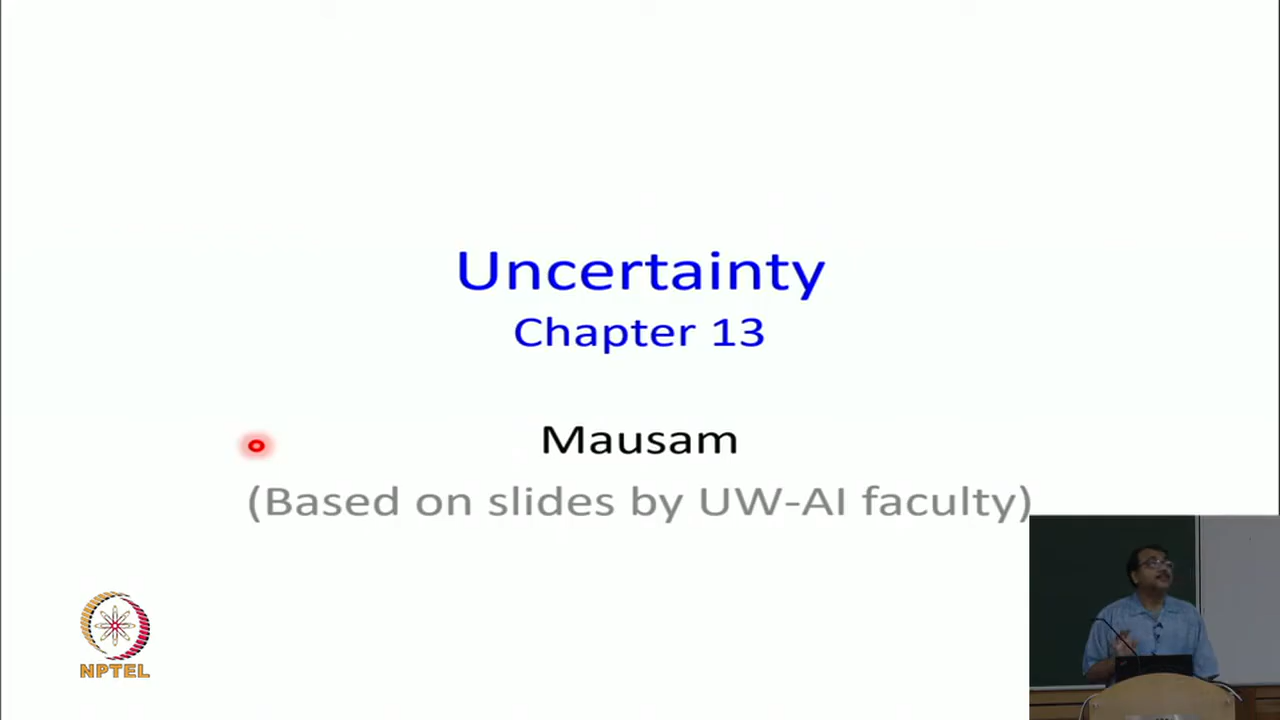 Uncertainty
Chapter 13
Mausam
(Based on slides by UW-AI faculty)
NPTEL